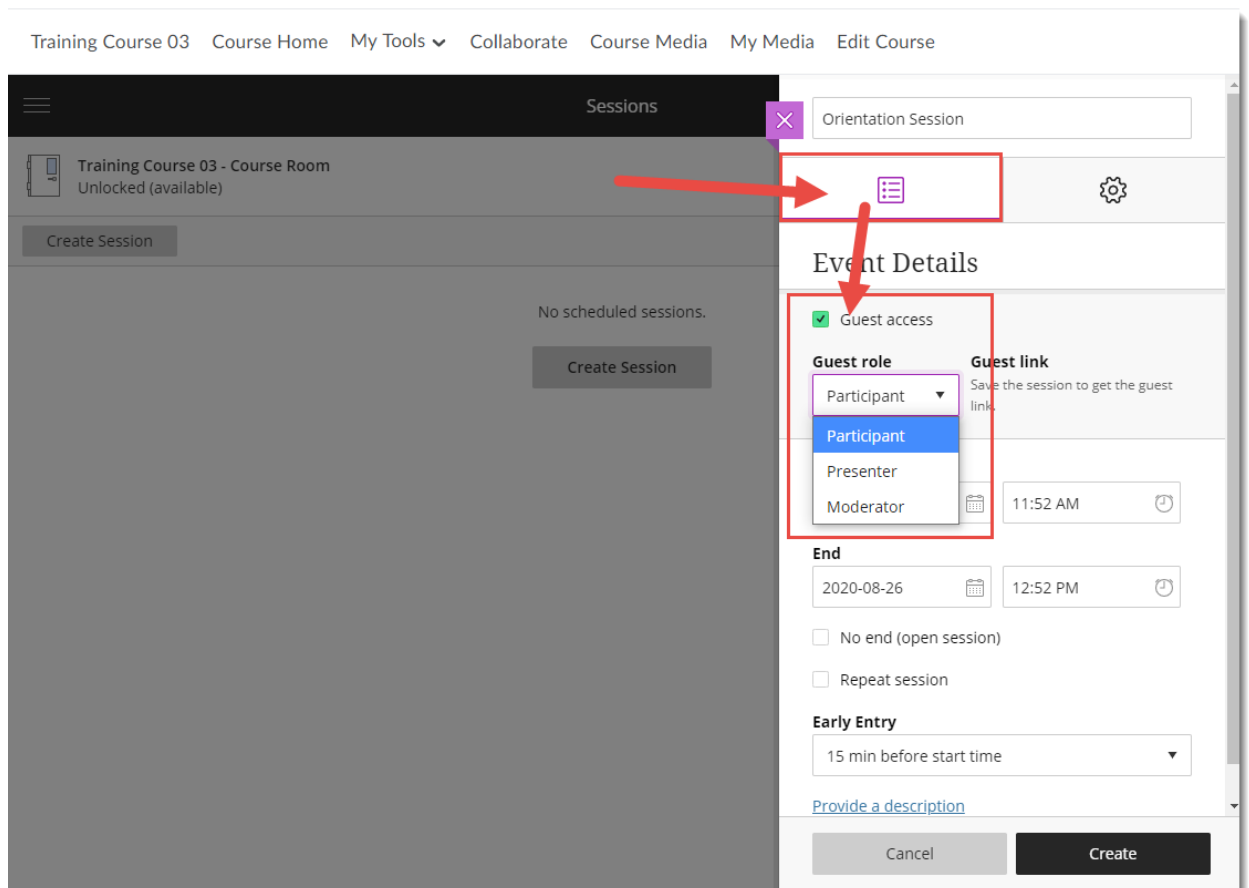 Training Course 03 Course Home My Tools Collaborate Course Media My Media Edit Course
Sessions
Training Course 03 - Course Room
Unlocked (available)
Create Session
No scheduled sessions.
Create Session
Orientation Session
Event Details
Guest access
Guest role
Guest link
Participant
Save the session to get the guest
link.
Participant
Presenter
Moderator
11:52 AM
End
2020-08-26
12:52 PM
No end (open session)
Repeat session
Early Entry
15 min before start time
Provide a description
Cancel
Create